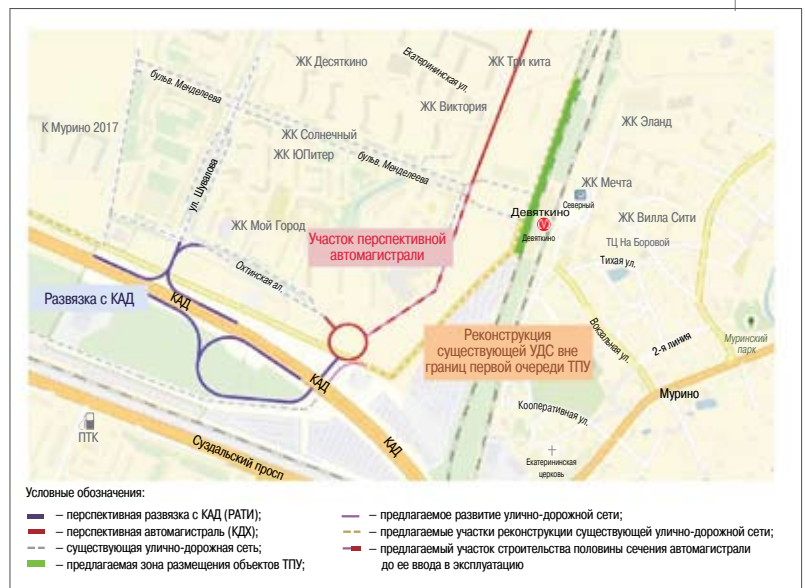 ЖК Десяткино
Екатерининская ул.
ЖК Три кита
бульв. Менделеева
ЖК Виктория
К Мурино 2017
ЖК Солнечный
ЖК ЮПитер
бульв. Менделеева
ЖК Эланд
ул. Шувалова
ЖК Мечта
Северный
Девяткино
Девяткино
ЖК Вилла Сити
ТЦ На Боровой
Тихая ул.
ЖК Мой Город
Участок перспективной
автомагистрали
Охтинская ал.
Развязка с КАД
КАД
Реконструкция
существующей УДС вне
границ первой очереди ТПУ
Вокзальная ул.
2-я линия
Муринский
парк
КАД
Мурино
Кооперативная ул.
ПТК
Суздальский просп
КАД
Екатерининская
церковь
Условные обозначения:
– перспективная развязка с КАД (РАТИ);
– перспективная автомагистраль (КДХ);
– существующая улично-дорожная сеть;
– предлагаемая зона размещения объектов ТПУ;
– предлагаемое развитие улично-дорожной сети;
– предлагаемые участки реконструкции существующей улично-дорожной сети;
– предлагаемый участок строительства половины сечения автомагистрали
до ее ввода в эксплуатацию